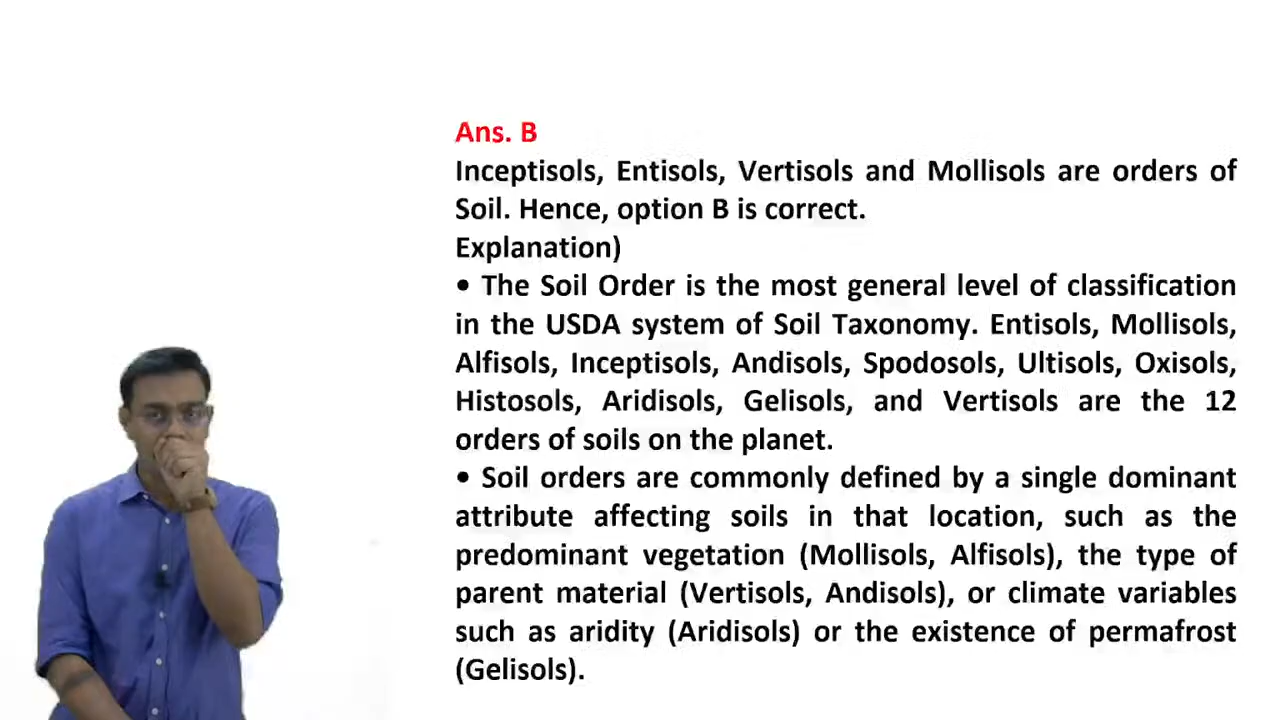 Ans. B
Inceptisols, Entisols, Vertisols and Mollisols are orders of
Soil. Hence, option B is correct.
Explanation)
• The Soil Order is the most general level of classification
in the USDA system of Soil Taxonomy. Entisols, Mollisols,
Alfisols, Inceptisols, Andisols, Spodosols, Ultisols, Oxisols,
Histosols, Aridisols, Gelisols, and Vertisols are the 12
orders of soils on the planet.
• Soil orders are commonly defined by a single dominant
attribute affecting soils in that location, such as the
predominant vegetation (Mollisols, Alfisols), the type of
parent material (Vertisols, Andisols), or climate variables
such as aridity (Aridisols) or the existence of permafrost
(Gelisols).